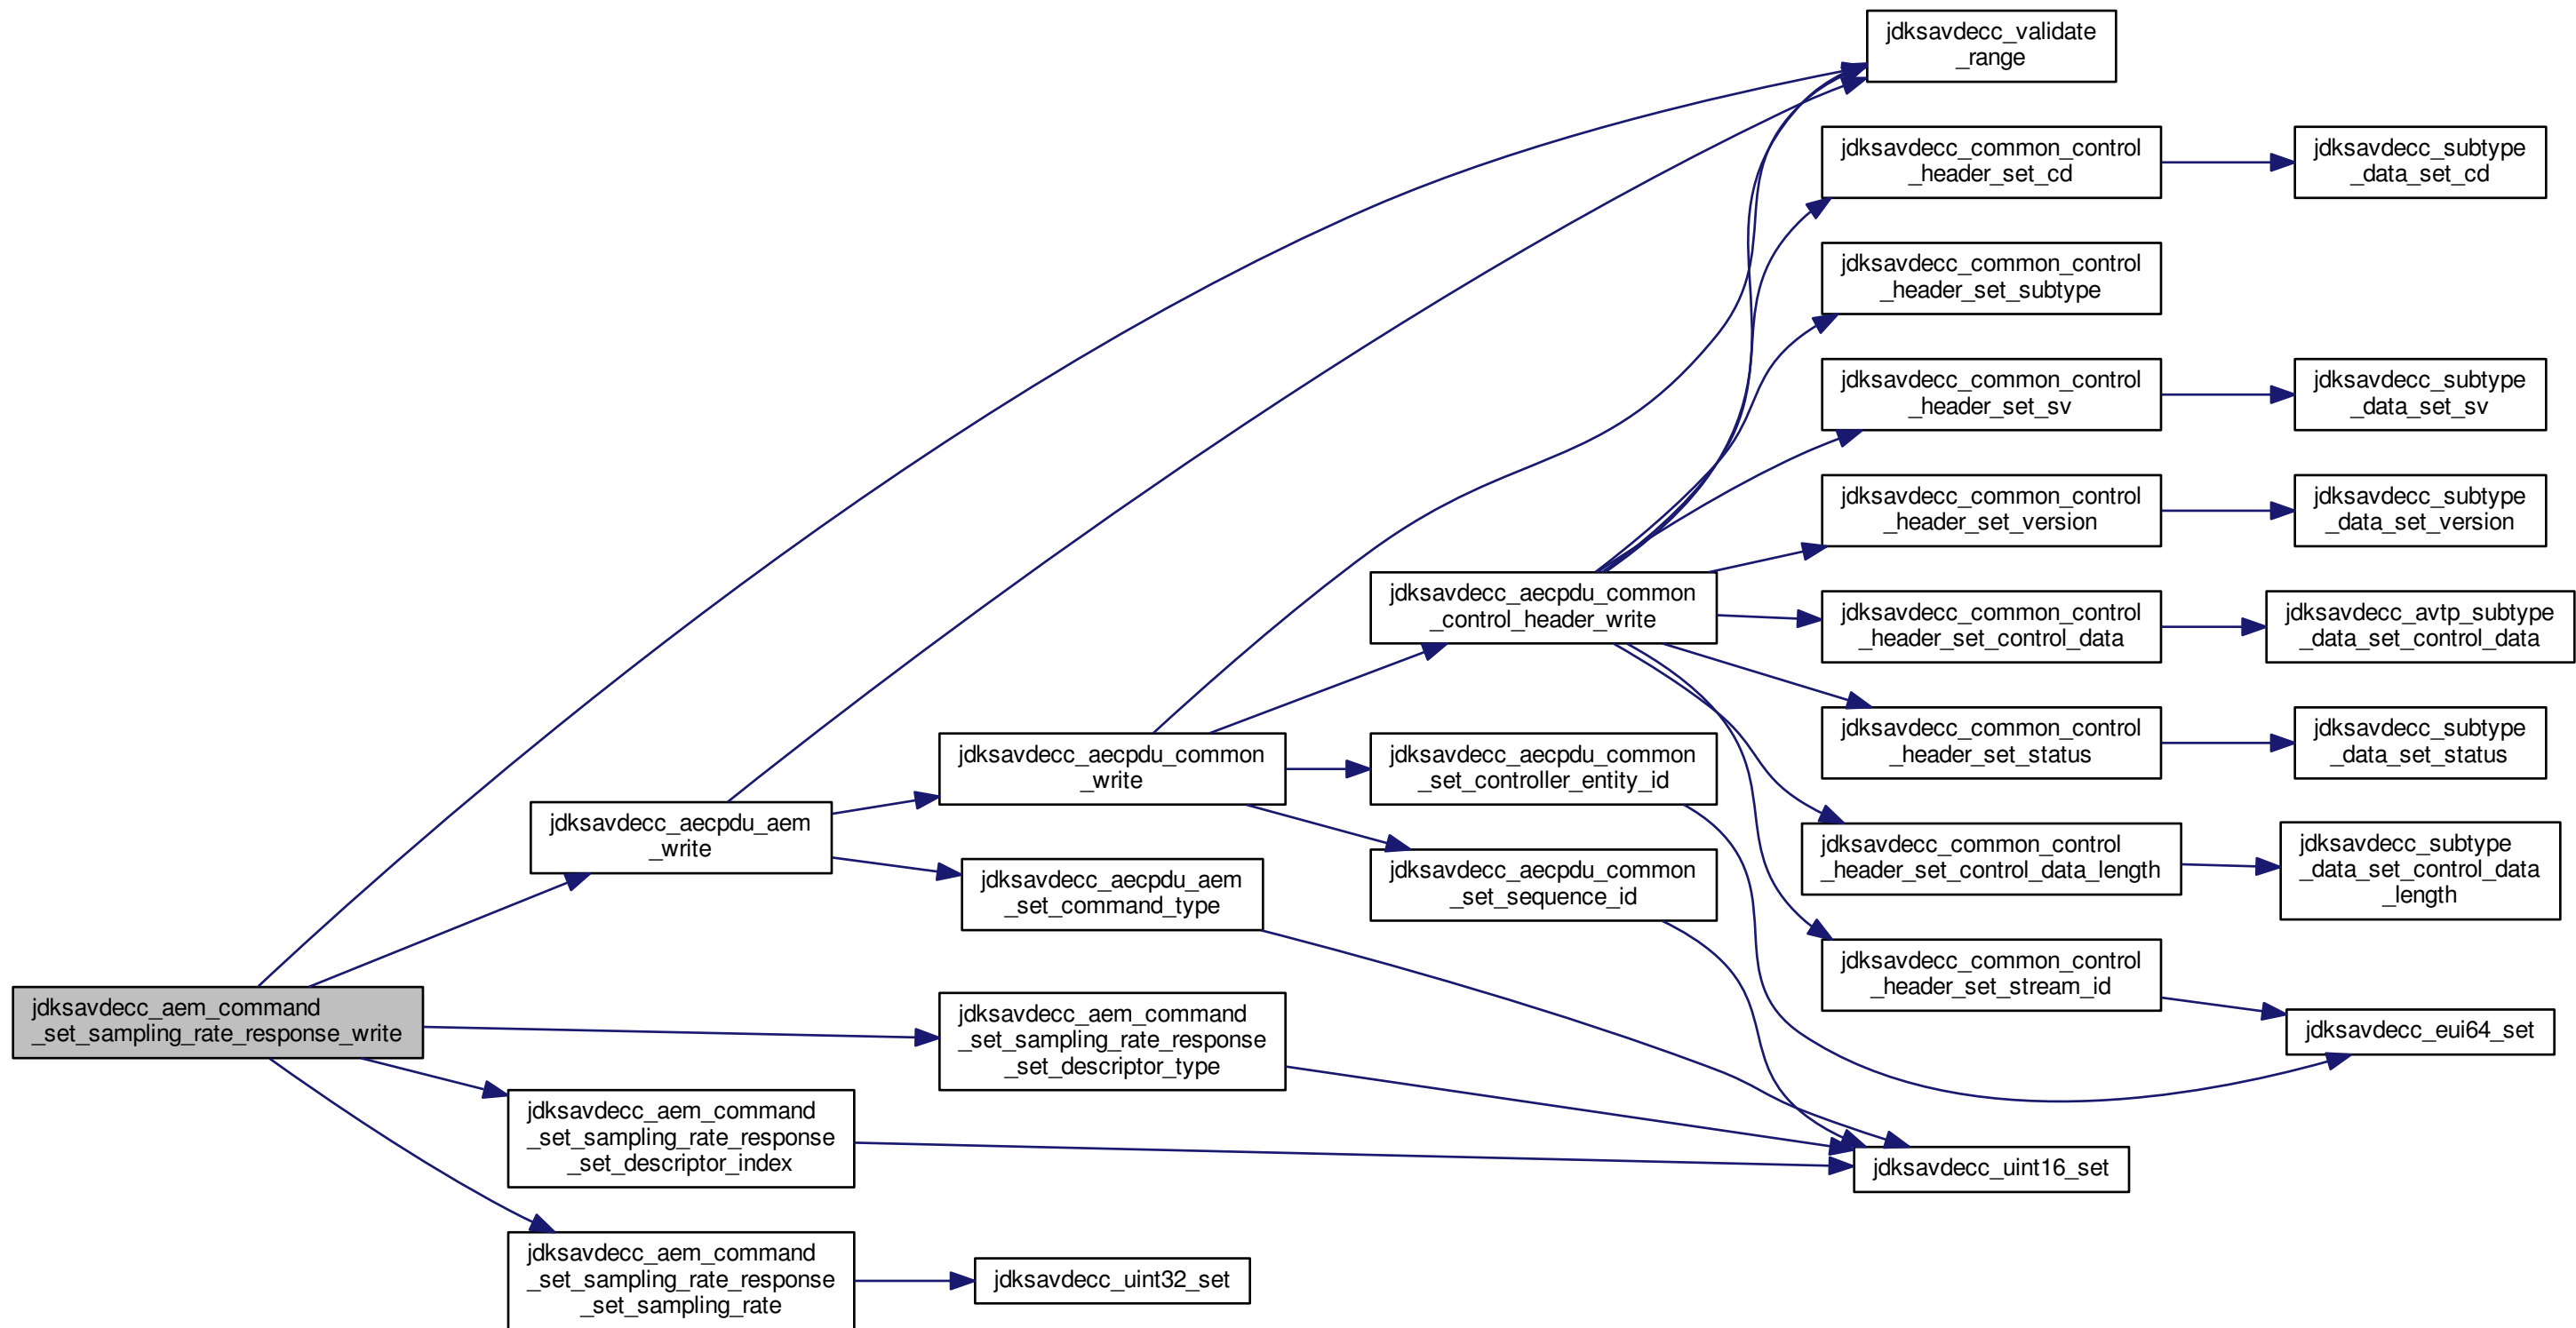 jdksavdecc_validate
_range
jdksavdecc_common_control
_header_set_cd
jdksavdecc_subtype
_data_set_cd
jdksavdecc_common_control
_header_set_subtype
jdksavdecc_common_control
_header_set_sv
jdksavdecc_subtype
_data_set_sv
jdksavdecc_common_control
_header_set_version
jdksavdecc_subtype
_data_set_version
jdksavdecc_aecpdu_common
_control_header_write
jdksavdecc_common_control
_header_set_control_data
jdksavdecc_avtp_subtype
_data_set_control_data
jdksavdecc_common_control
_header_set_status
jdksavdecc_subtype
_data_set_status
jdksavdecc_aecpdu_common
_write
jdksavdecc_aecpdu_common
_set_controller_entity_id
jdksavdecc_aecpdu_aem
_write
jdksavdecc_common_control
_header_set_control_data_length
jdksavdecc_subtype
_data_set_control_data
_length
jdksavdecc_aecpdu_aem
_set_command_type
jdksavdecc_aecpdu_common
_set_sequence_id
jdksavdecc_common_control
_header_set_stream_id
jdksavdecc_aem_command
_set_sampling_rate_response_write
jdksavdecc_aem_command
_set_sampling_rate_response
_set_descriptor_type
jdksavdecc_eui64_set
jdksavdecc_aem_command
_set_sampling_rate_response
_set_descriptor_index
jdksavdecc_uint16_set
jdksavdecc_aem_command
_set_sampling_rate_response
_set_sampling_rate
jdksavdecc_uint32_set